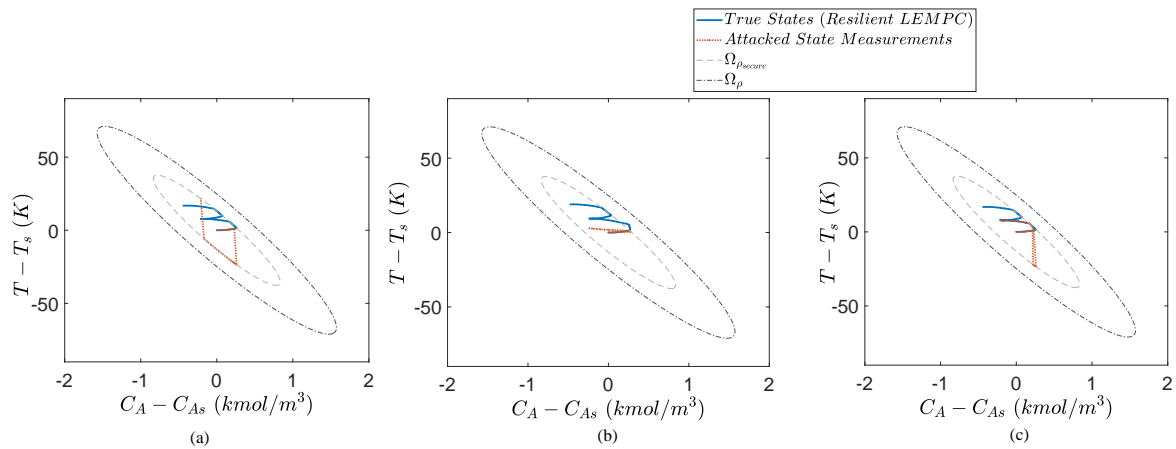 True States (Resilient LEMPC)
Attacked State Measurements
Ω_{ρ_{secure}}
Ω_ρ
50
0
-50
T − T_s (K)
-2 -1 0 1 2
C_A − C_{As} (kmol/m^3)
(a)
50
0
-50
T − T_s (K)
-2 -1 0 1 2
C_A − C_{As} (kmol/m^3)
(b)
50
0
-50
T − T_s (K)
-2 -1 0 1 2
C_A − C_{As} (kmol/m^3)
(c)